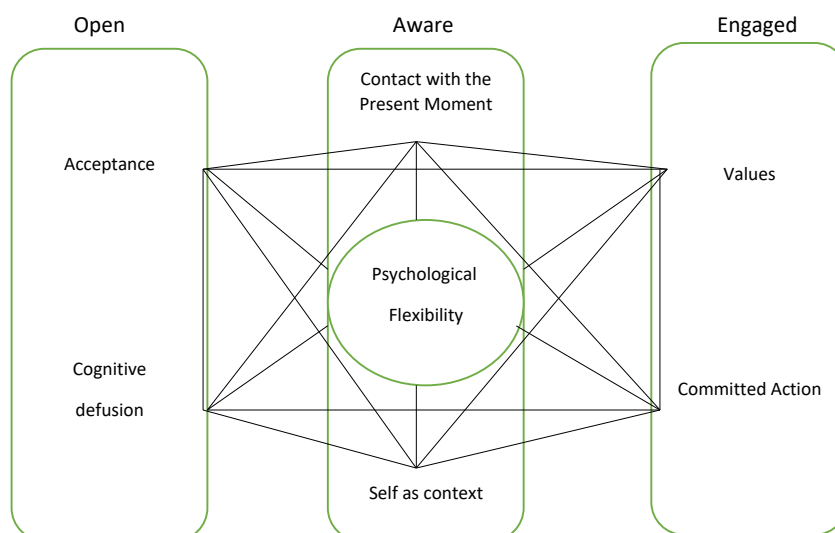 Open
Aware
Engaged
Contact with the
Present Moment
Acceptance
Values
Psychological
Flexibility
Cognitive
defusion
Committed Action
Self as context